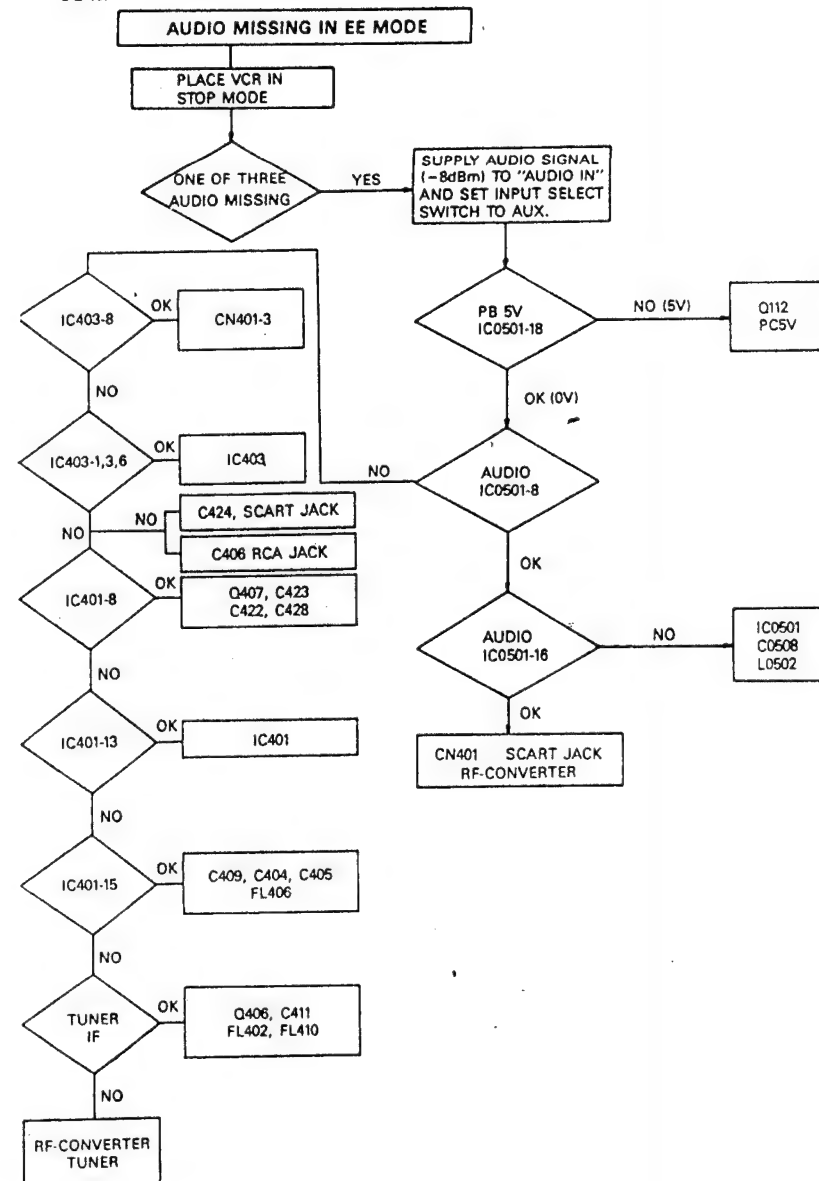 AUDIO MISSING IN EE MODE
PLACE VCR IN
STOP MODE
ONE OF THREE
AUDIO MISSING
YES
SUPPLY AUDIO SIGNAL
(-8dBm) TO "AUDIO IN"
AND SET INPUT SELECT
SWITCH TO AUX.
PB 5V
IC0501-18
NO (5V)
Q112
PC5V
OK (0V)
AUDIO
IC0501-8
NO
OK
AUDIO
IC0501-16
NO
IC0501
C0508
L0502
OK
CN401 SCART JACK
RF-CONVERTER
IC403-8
OK
CN401-3
NO
IC403-1,3,6
OK
IC403
NO
NO
C424, SCART JACK
C406 RCA JACK
IC401-8
OK
Q407, C423
C422, C428
NO
IC401-13
OK
IC401
NO
IC401-15
OK
C409, C404, C405
FL406
NO
TUNER
IF
OK
Q406, C411
FL402, FL410
NO
RF-CONVERTER
TUNER